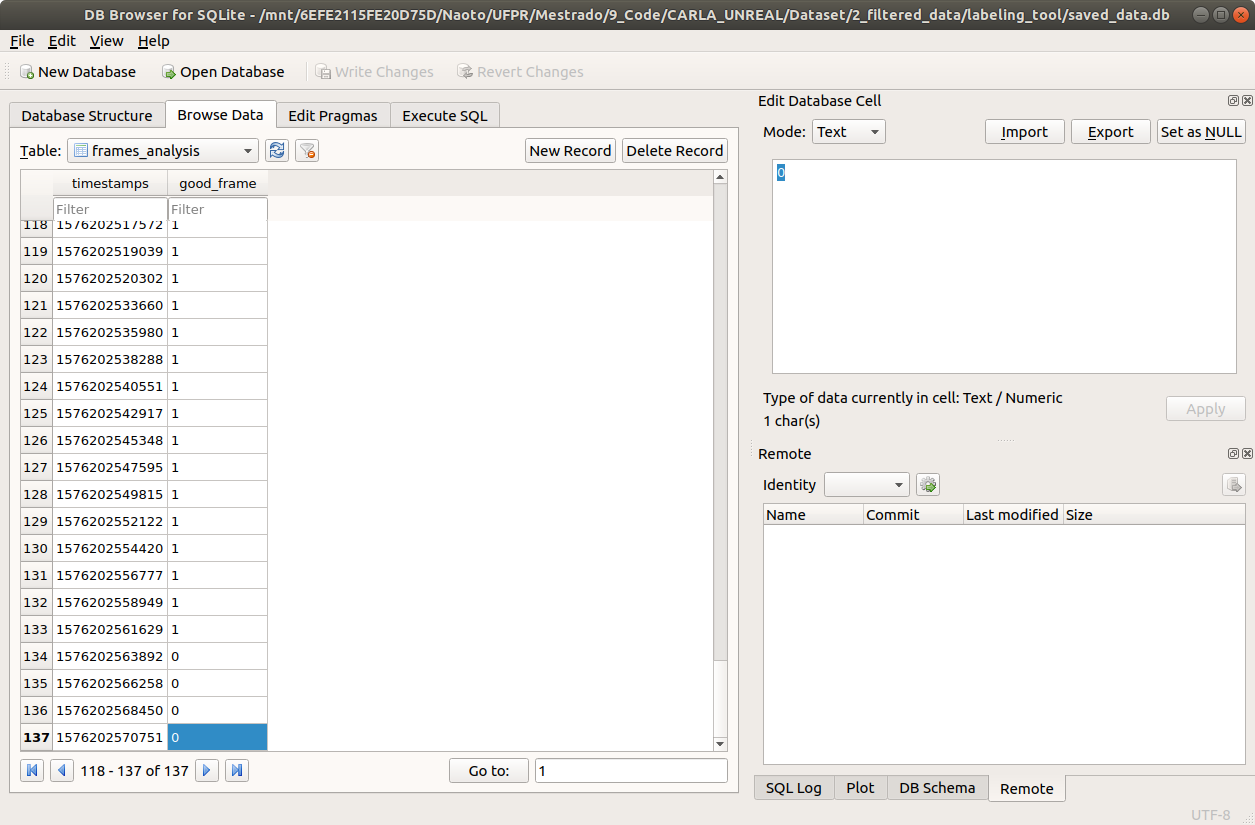 DB Browser for SQLite - /mnt/6EFE2115FE20D75D/Naoto/UFPR/Mestrado/9_Code/CARLA_UNREAL/Dataset/2_filtered_data/labeling_tool/saved_data.db
File Edit View Help
New Database Open Database Write Changes Revert Changes
Database Structure Browse Data Edit Pragmas Execute SQL
Table: frames_analysis New Record Delete Record
timestamps good_frame
Filter Filter
118 1576202517572 1
119 1576202519039 1
120 1576202520302 1
121 1576202533660 1
122 1576202535980 1
123 1576202538288 1
124 1576202540551 1
125 1576202542917 1
126 1576202545348 1
127 1576202547595 1
128 1576202549815 1
129 1576202552122 1
130 1576202554420 1
131 1576202556777 1
132 1576202558949 1
133 1576202561629 1
134 1576202563892 0
135 1576202566258 0
136 1576202568450 0
137 1576202570751 0
118 - 137 of 137 Go to: 1
Edit Database Cell
Mode: Text Import Export Set as NULL
0
Type of data currently in cell: Text / Numeric
1 char(s)
Apply
Remote
Identity
Name Commit Last modified Size
SQL Log Plot DB Schema Remote
UTF-8